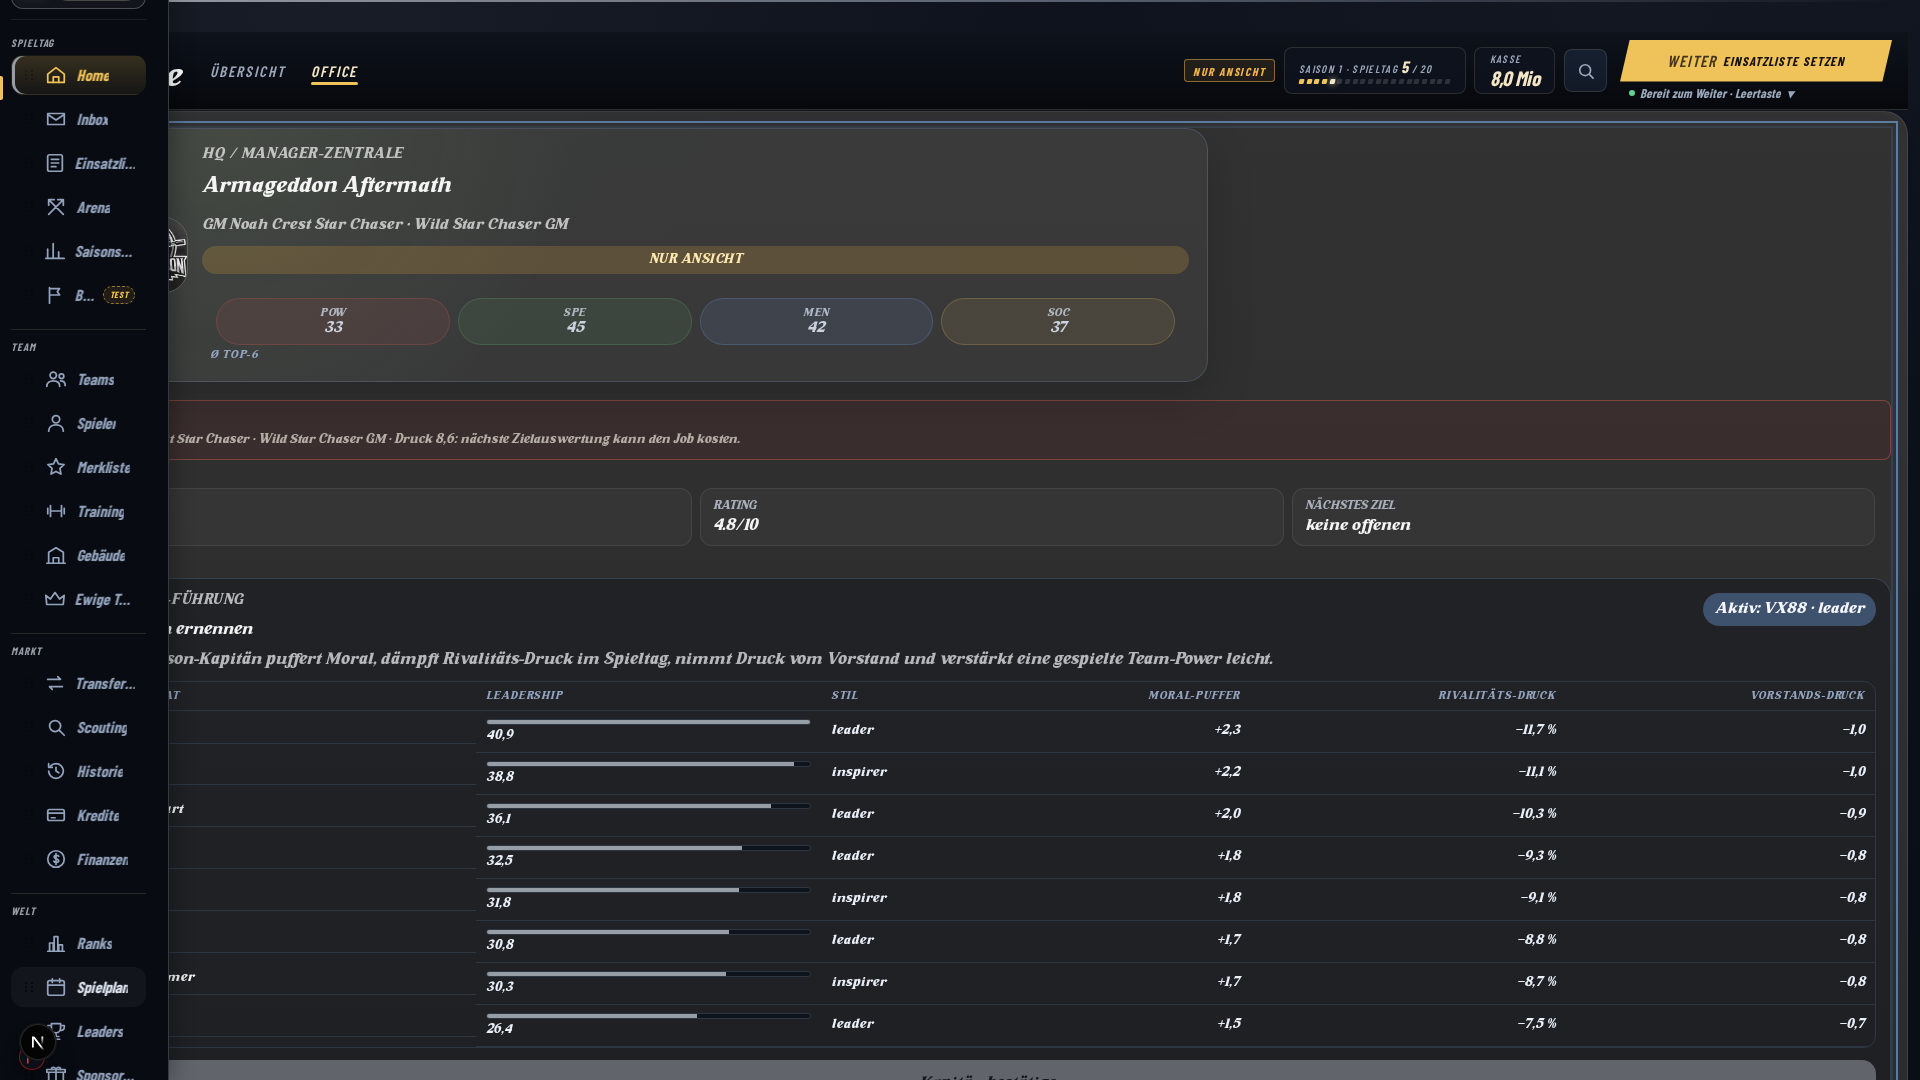 SPIELTAG
Home
Inbox
Einsatzli...
Arena
Saisons...
B... TEST
TEAM
Teams
Spieler
Merkliste
Training
Gebäude
Ewige T...
MARKT
Transfer...
Scouting
Historie
Kredite
Finanzen
WELT
Ranks
Spielplan
Leaders
Sponsor...
N
e
ÜBERSICHT
OFFICE
NUR ANSICHT
SAISON 1 · SPIELTAG 5 / 20
KASSE
8,0 Mio
WEITER EINSATZLISTE SETZEN
Bereit zum Weiter · Leertaste ▼
HQ / MANAGER-ZENTRALE
Armageddon Aftermath
GM Noah Crest Star Chaser · Wild Star Chaser GM
NUR ANSICHT
POW
33
SPE
45
MEN
42
SOC
37
Ø TOP-6
t Star Chaser · Wild Star Chaser GM · Druck 8,6: nächste Zielauswertung kann den Job kosten.
RATING
4.8/10
NÄCHSTES ZIEL
keine offenen
-FÜHRUNG
n ernennen
Aktiv: VX88 · leader
son-Kapitän puffert Moral, dämpft Rivalitäts-Druck im Spieltag, nimmt Druck vom Vorstand und verstärkt eine gespielte Team-Power leicht.
AT LEADERSHIP STIL MORAL-PUFFER RIVALITÄTS-DRUCK VORSTANDS-DRUCK
40,9 leader +2,3 −11,7 % −1,0
38,8 inspirer +2,2 −11,1 % −1,0
art 36,1 leader +2,0 −10,3 % −0,9
32,5 leader +1,8 −9,3 % −0,8
31,8 inspirer +1,8 −9,1 % −0,8
30,8 leader +1,7 −8,8 % −0,8
mer 30,3 inspirer +1,7 −8,7 % −0,8
26,4 leader +1,5 −7,5 % −0,7